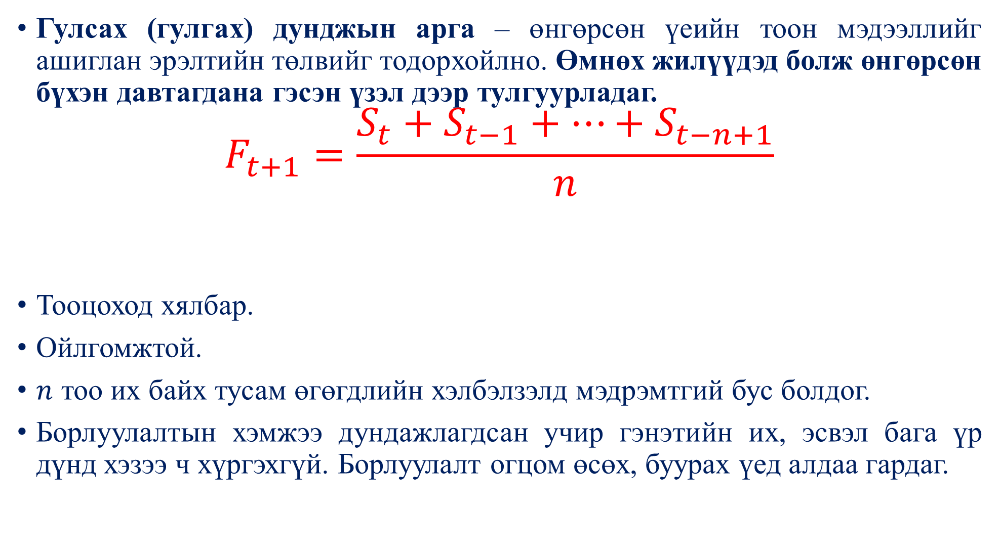 • Гулсах (гулгах) дунджын арга – өнгөрсөн үеийн тоон мэдээллийг
ашиглан эрэлтийн төлвийг тодорхойлно. Өмнөх жилүүдэд болж өнгөрсөн
бүхэн давтагдана гэсэн үзэл дээр тулгуурладаг.
F_{t+1} = \frac{S_t + S_{t-1} + ⋯ + S_{t-n+1}}{n}
• Тооцоход хялбар.
• Ойлгомжтой.
• n тоо их байх тусам өгөгдлийн хэлбэлзэлд мэдрэмтгий бус болдог.
• Борлуулалтын хэмжээ дундажлагдсан учир гэнэтийн их, эсвэл бага үр
дүнд хэзээ ч хүргэхгүй. Борлуулалт огцом өсөх, буурах үед алдаа гардаг.